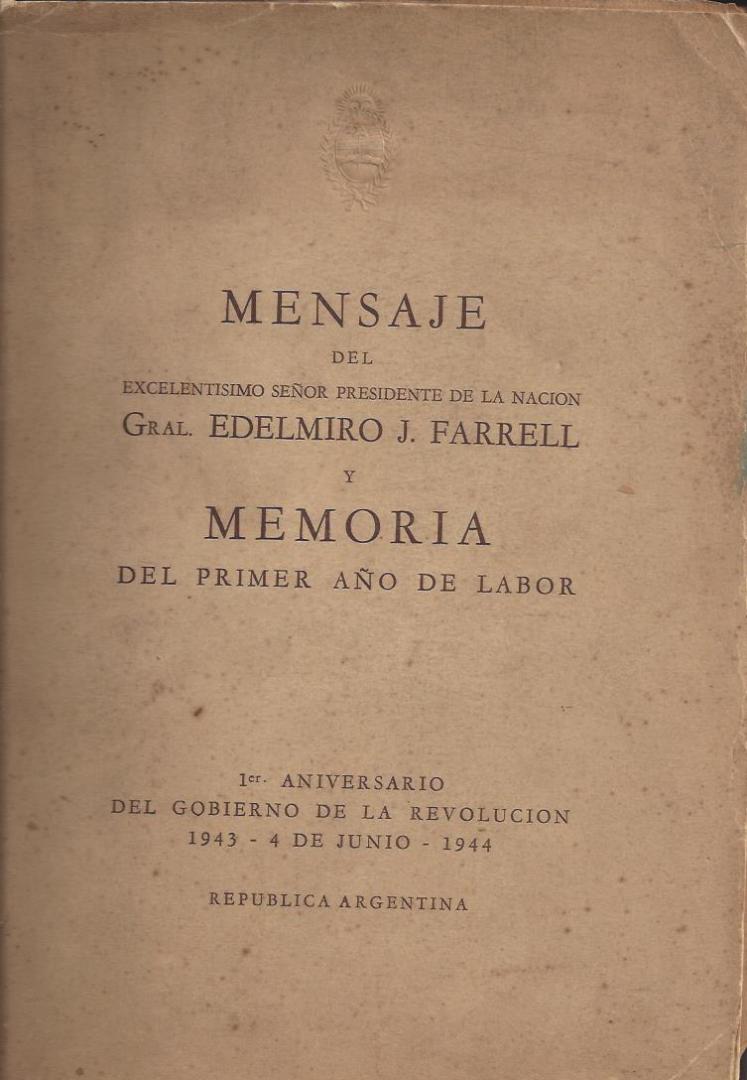 MENSAJE
DEL
EXCELENTISIMO SEÑOR PRESIDENTE DE LA NACION
GRAL. EDELMIRO J. FARRELL
Y
MEMORIA
DEL PRIMER AÑO DE LABOR
1er. ANIVERSARIO
DEL GOBIERNO DE LA REVOLUCION
1943 - 4 DE JUNIO - 1944
REPUBLICA ARGENTINA